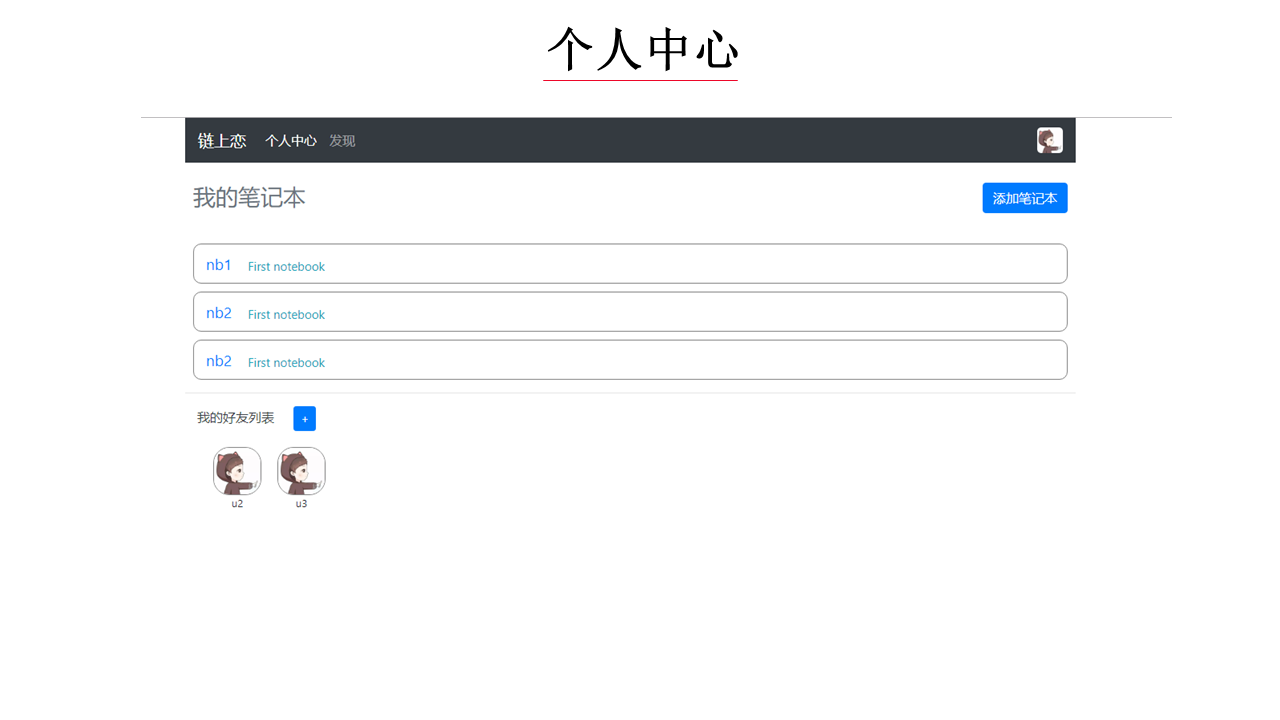 个人中心
链上恋 个人中心 发现
我的笔记本 添加笔记本
nb1 First notebook
nb2 First notebook
nb2 First notebook
我的好友列表 +
u2 u3